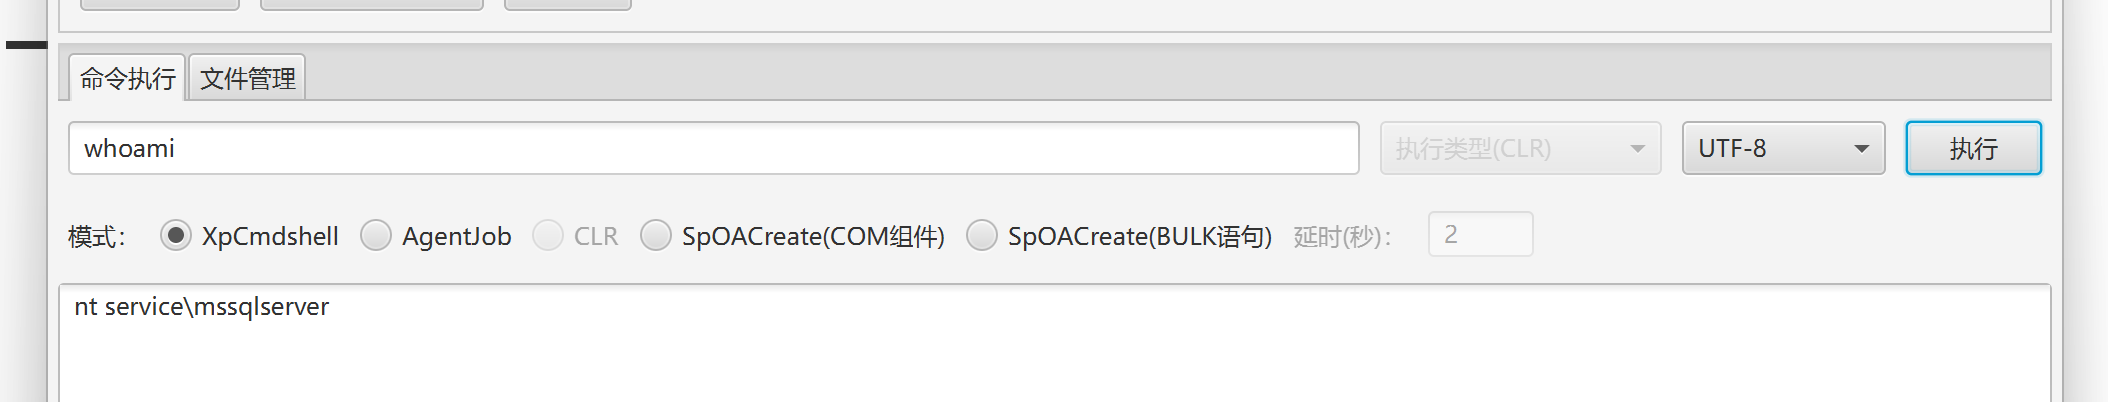 命令执行 文件管理
whoami 执行类型(CLR) UTF-8 执行
模式： XpCmdshell AgentJob CLR SpOACreate(COM组件) SpOACreate(BULK语句) 延时(秒)： 2
nt service\mssqlserver